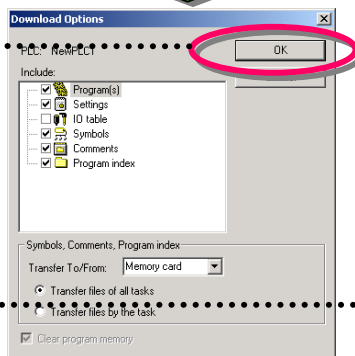 Download Options
OK
PLC: NewPLC1
Include:
Program(s)
Settings
IO table
Symbols
Comments
Program index
Symbols, Comments, Program index
Transfer To/From: Memory card
Transfer files of all tasks
Transfer files by the task
Clear program memory